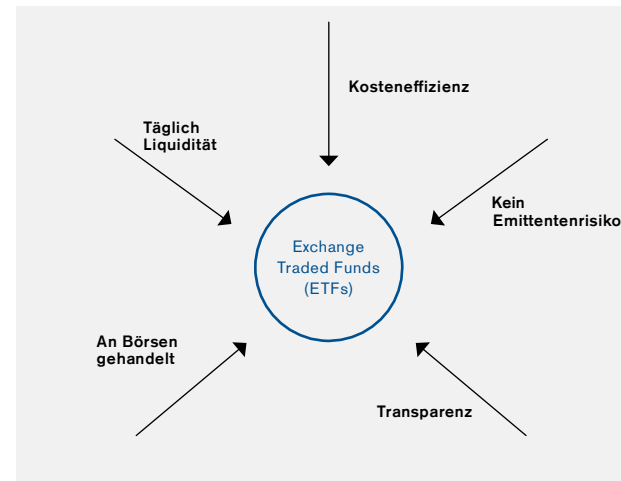 Kosteneffizienz
Täglich
Liquidität
Kein
Emittentenrisiko
Exchange
Traded Funds
(ETFs)
An Börsen
gehandelt
Transparenz